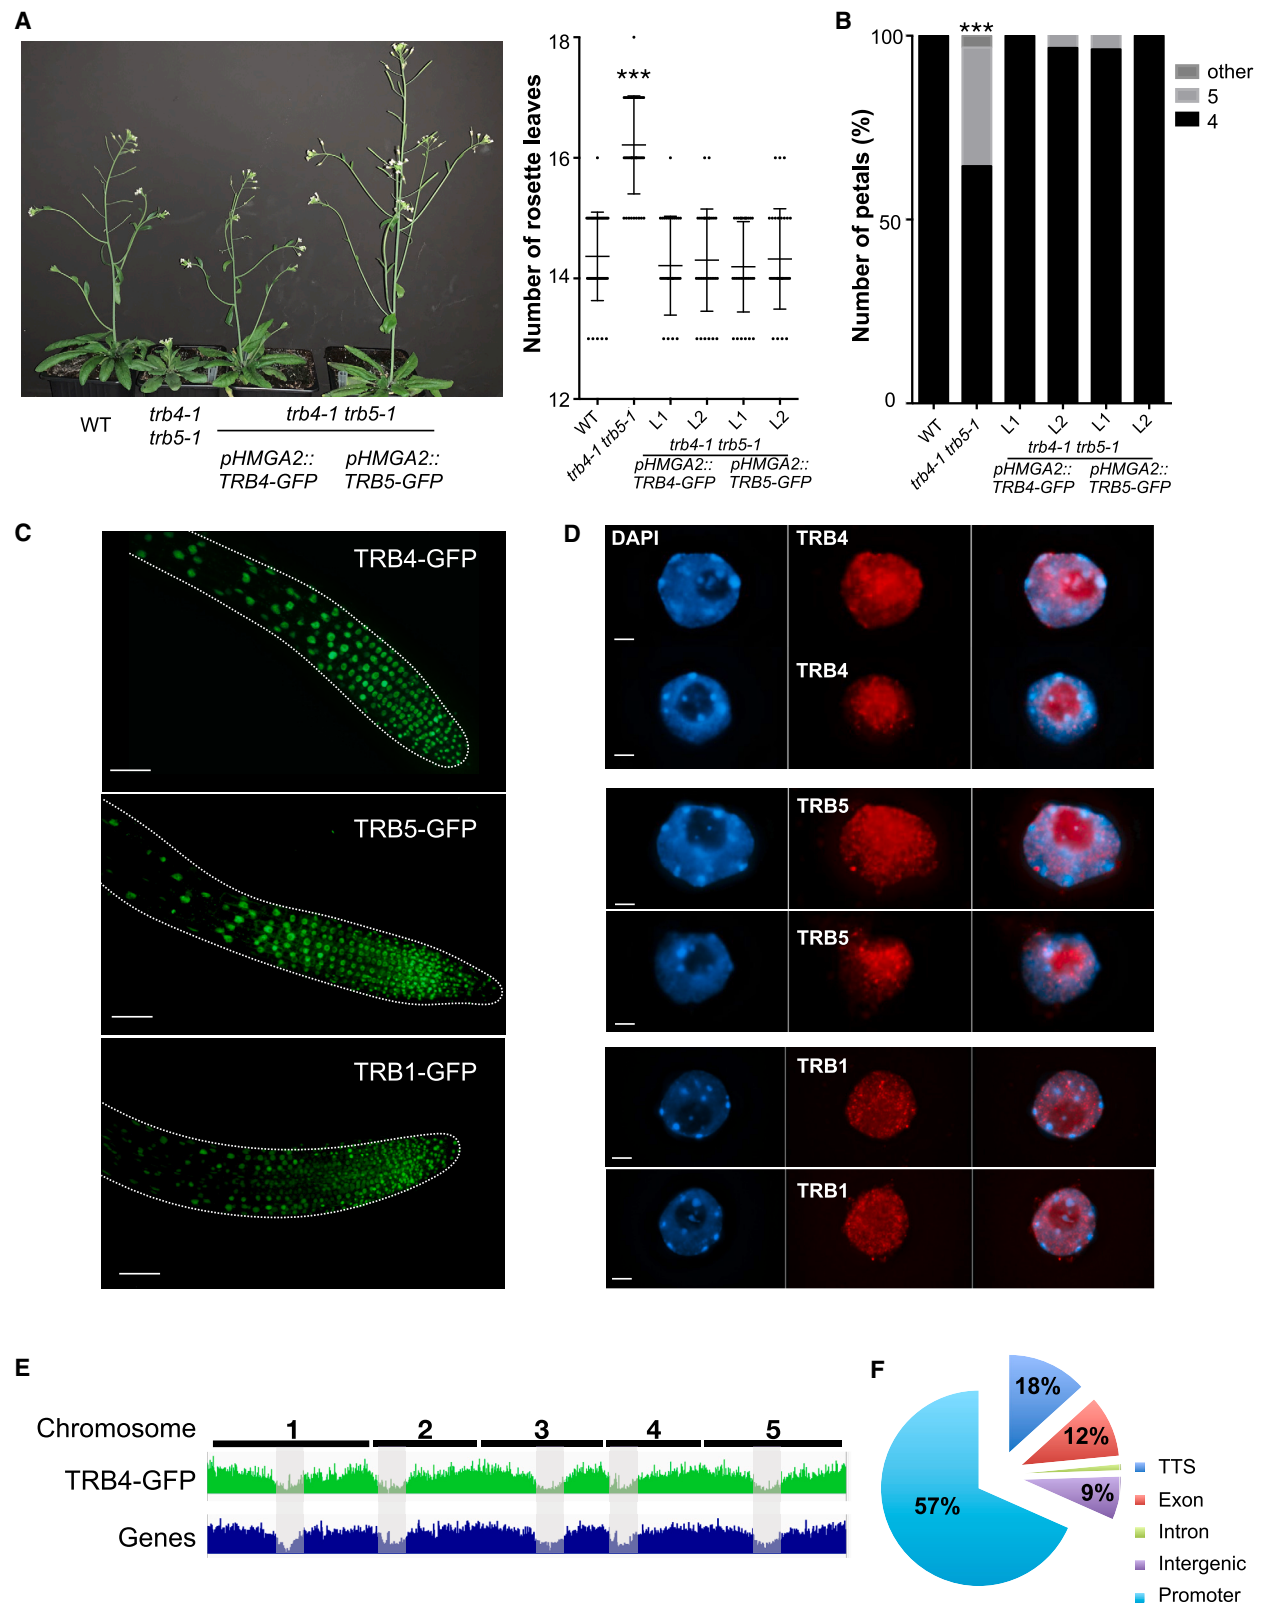 A
18
16
14
12
Number of rosette leaves
***
WT
trb4-1 trb5-1
L1
L2
L1
L2
trb4-1 trb5-1
pHMGA2::
TRB4-GFP
pHMGA2::
TRB5-GFP
WT
trb4-1
trb5-1
trb4-1 trb5-1
pHMGA2::
TRB4-GFP
pHMGA2::
TRB5-GFP
B
100
50
0
Number of petals (%)
***
other
5
4
WT
trb4-1 trb5-1
L1
L2
L1
L2
trb4-1 trb5-1
pHMGA2::
TRB4-GFP
pHMGA2::
TRB5-GFP
C
TRB4-GFP
TRB5-GFP
TRB1-GFP
D
DAPI
TRB4
TRB4
TRB5
TRB5
TRB1
TRB1
E
Chromosome 1 2 3 4 5
TRB4-GFP
Genes
F
18%
12%
9%
57%
TTS
Exon
Intron
Intergenic
Promoter